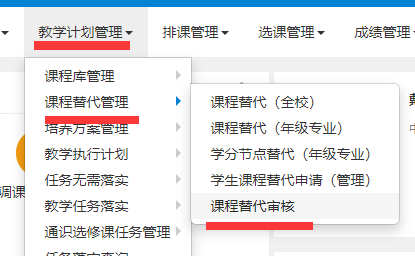 教学计划管理 排课管理 选课管理 成绩管理
课程库管理
课程替代管理
培养方案管理
教学执行计划
任务无需落实
教学任务落实
通识选修课任务管理
课程替代（全校）
课程替代（年级专业）
学分节点替代（年级专业）
学生课程替代申请（管理）
课程替代审核
调课